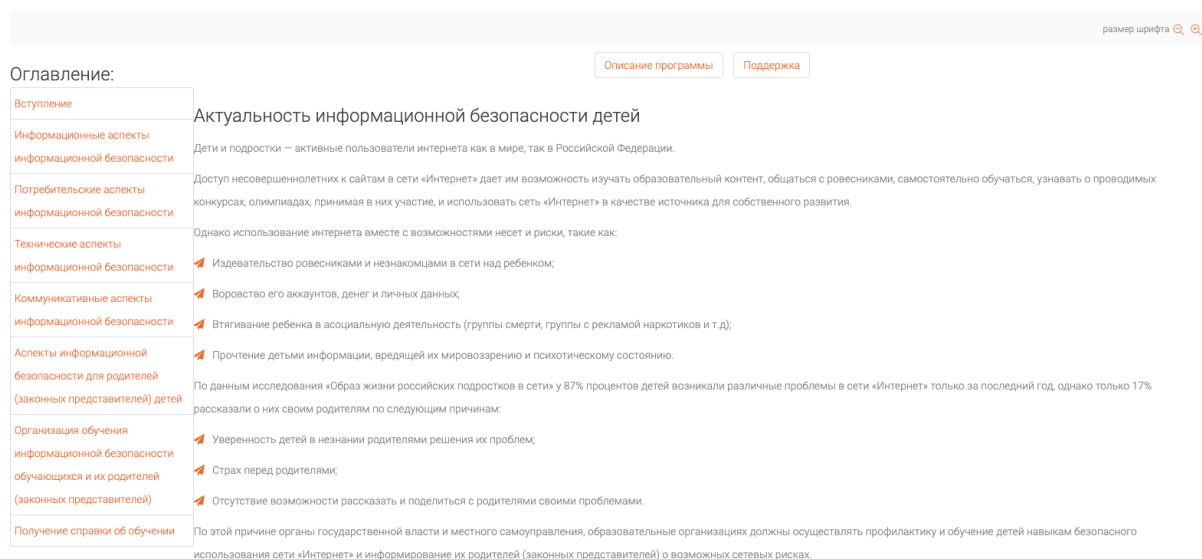 размер шрифта
Описание программы
Поддержка
Оглавление:
Вступление
Информационные аспекты
информационной безопасности
Потребительские аспекты
информационной безопасности
Технические аспекты
информационной безопасности
Коммуникативные аспекты
информационной безопасности
Аспекты информационной
безопасности для родителей
(законных представителей) детей
Организация обучения
информационной безопасности
обучающихся и их родителей
(законных представителей)
Получение справки об обучении
Актуальность информационной безопасности детей
Дети и подростки — активные пользователи интернета как в мире, так в Российской Федерации.
Доступ несовершеннолетних к сайтам в сети «Интернет» дает им возможность изучать образовательный контент, общаться с ровесниками, самостоятельно обучаться, узнавать о проводимых
конкурсах, олимпиадах, принимая в них участие, и использовать сеть «Интернет» в качестве источника для собственного развития.
Однако использование интернета вместе с возможностями несет и риски, такие как:
Издевательство ровесниками и незнакомцами в сети над ребенком;
Воровство его аккаунтов, денег и личных данных;
Втягивание ребенка в асоциальную деятельность (группы смерти, группы с рекламой наркотиков и т.д);
Прочтение детьми информации, вредящей их мировоззрению и психотическому состоянию.
По данным исследования «Образ жизни российских подростков в сети» у 87% процентов детей возникали различные проблемы в сети «Интернет» только за последний год, однако только 17%
рассказали о них своим родителям по следующим причинам:
Уверенность детей в незнании родителями решения их проблем;
Страх перед родителями;
Отсутствие возможности рассказать и поделиться с родителями своими проблемами.
По этой причине органы государственной власти и местного самоуправления, образовательные организациях должны осуществлять профилактику и обучение детей навыкам безопасного
использования сети «Интернет» и информирование их родителей (законных представителей) о возможных сетевых рисках.